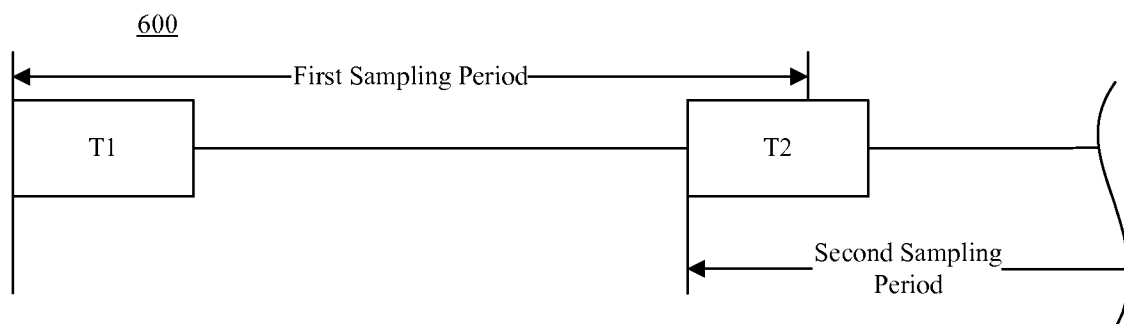 600
First Sampling Period
T1
T2
Second Sampling
Period